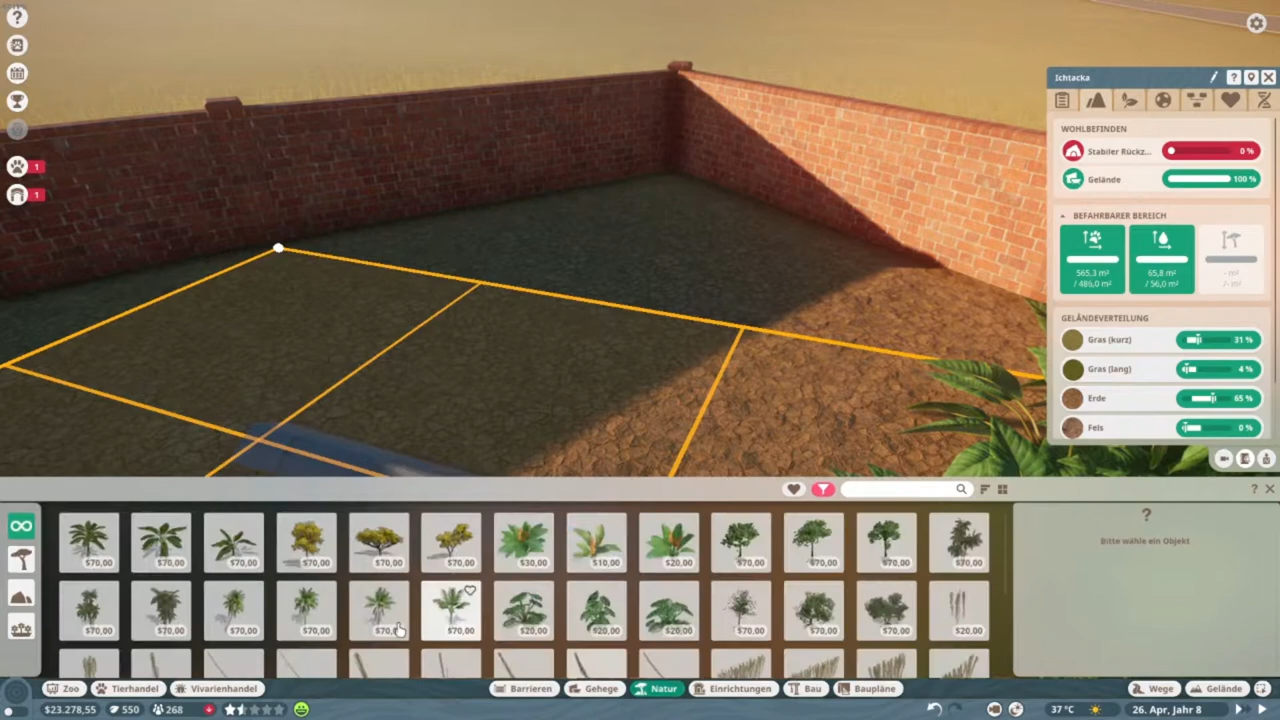 ?
Ichtacka
?
WOHLBEFINDEN
Stabiler Rückz... 0 %
Gelände 100 %
BEFAHRBARER BEREICH
565,3 m²
/ 486,0 m²
65,8 m²
/ 56,0 m²
- m²
/- m²
GELÄNDEVERTEILUNG
Gras (kurz) 31 %
Gras (lang) 4 %
Erde 65 %
Fels 0 %
1
1
?
?
Bitte wähle ein Objekt
$70,00 $70,00 $70,00 $70,00 $70,00 $70,00 $30,00 $10,00 $20,00 $70,00 $70,00 $70,00 $70,00
$70,00 $70,00 $70,00 $70,00 $70,00 $70,00 $20,00 $20,00 $20,00 $70,00 $70,00 $70,00 $20,00
Zoo Tierhandel Vivarienhandel Barrieren Gehege Natur Einrichtungen Bau Baupläne Wege Gelände
$23.278,55 550 268 37 °C 26. Apr, Jahr 8